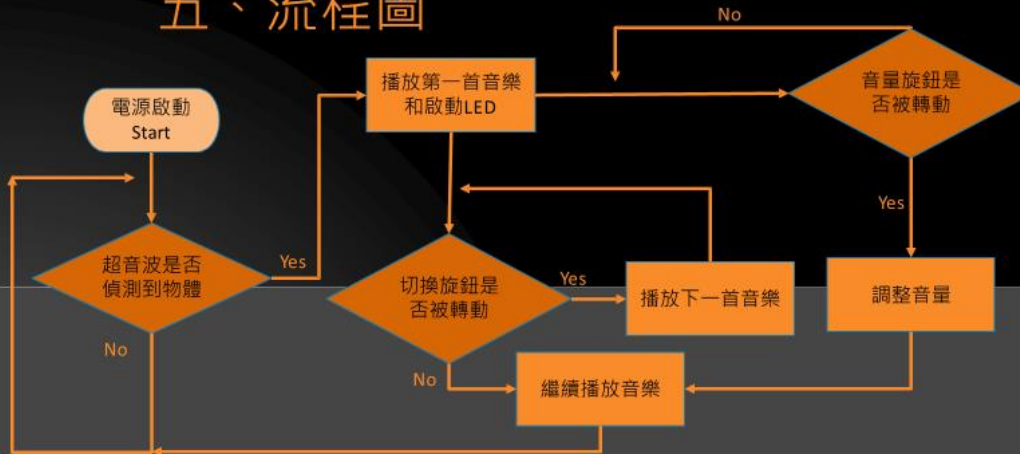 五、流程圖
No
播放第一首音樂
和啟動LED
音量旋鈕是
否被轉動
電源啟動
Start
Yes
超音波是否
偵測到物體
Yes
切換旋鈕是
否被轉動
Yes
播放下一首音樂
調整音量
No
No
繼續播放音樂